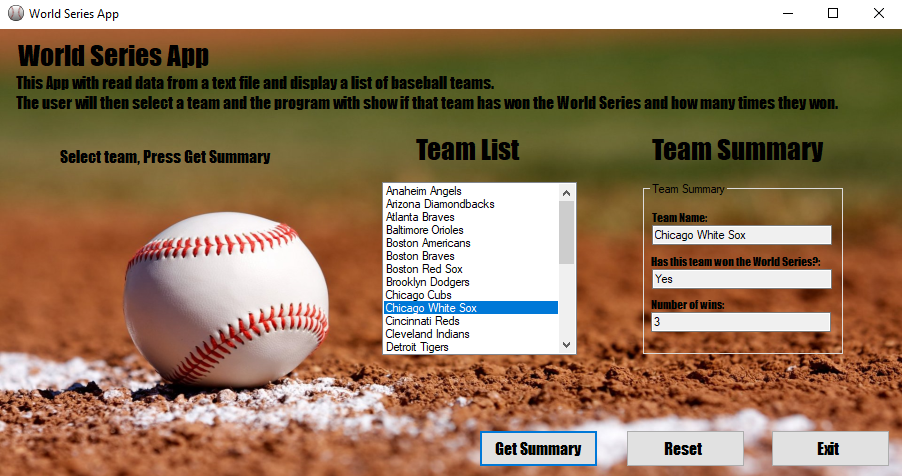 World Series App
World Series App
This App with read data from a text file and display a list of baseball teams.
The user will then select a team and the program with show if that team has won the World Series and how many times they won.
Select team, Press Get Summary
Team List
Anaheim Angels
Arizona Diamondbacks
Atlanta Braves
Baltimore Orioles
Boston Americans
Boston Braves
Boston Red Sox
Brooklyn Dodgers
Chicago Cubs
Chicago White Sox
Cincinnati Reds
Cleveland Indians
Detroit Tigers
Team Summary
Team Summary
Team Name:
Chicago White Sox
Has this team won the World Series?:
Yes
Number of wins:
3
Get Summary
Reset
Exit